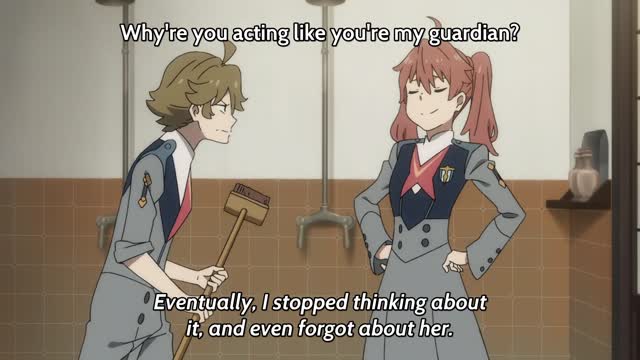 Why're you acting like you're my guardian?
Eventually, I stopped thinking about
it, and even forgot about her.